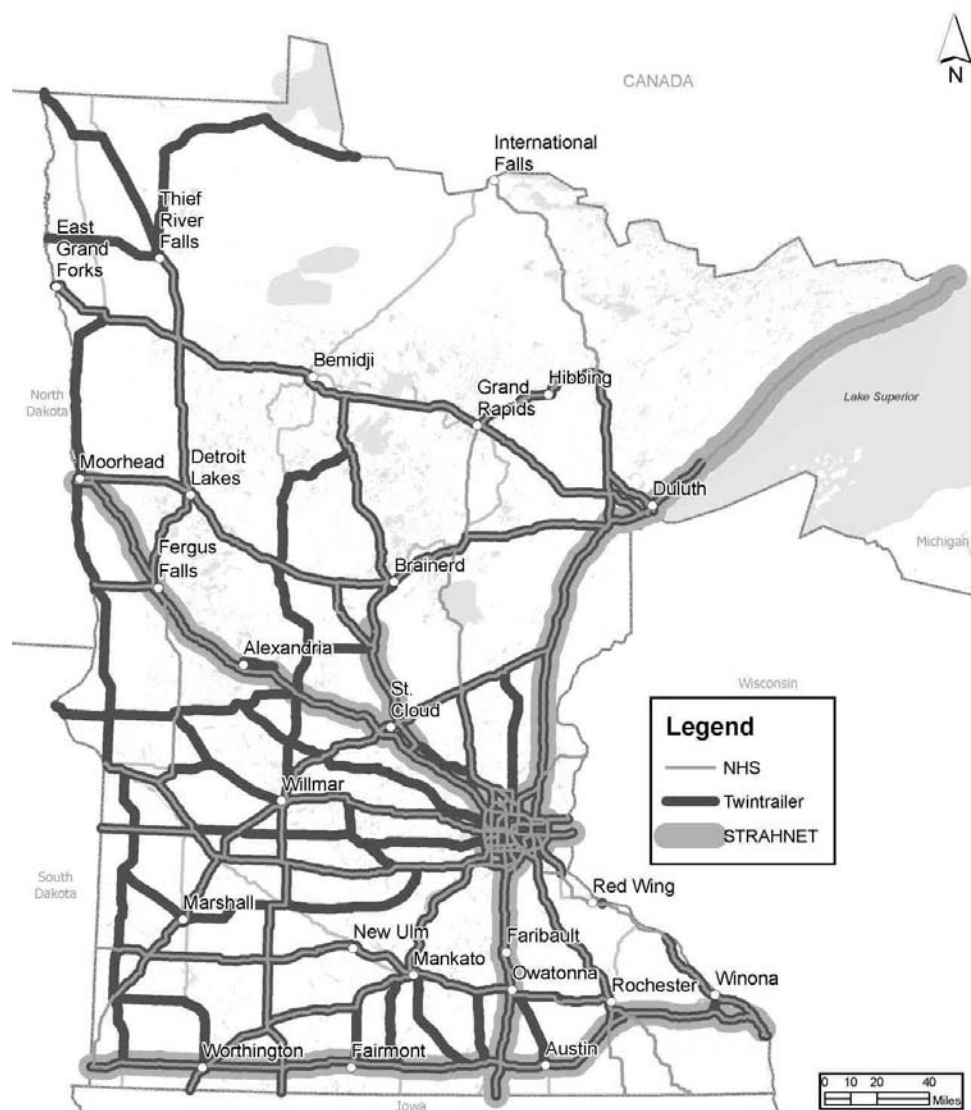 N
CANADA
International
Falls
Thief
River
Falls
East
Grand
Forks
Bemidji
Grand
Rapids
Hibbing
North
Dakota
Lake Superior
Moorhead
Detroit
Lakes
Duluth
Michigan
Fergus
Falls
Brainerd
Alexandria
St.
Cloud
Wisconsin
Legend
NHS
Twintrailer
STRAHNET
Willmar
South
Dakota
Red Wing
Marshall
New Ulm
Faribault
Mankato
Owatonna
Rochester
Winona
Worthington
Fairmont
Austin
Iowa
0 10 20 40
Miles